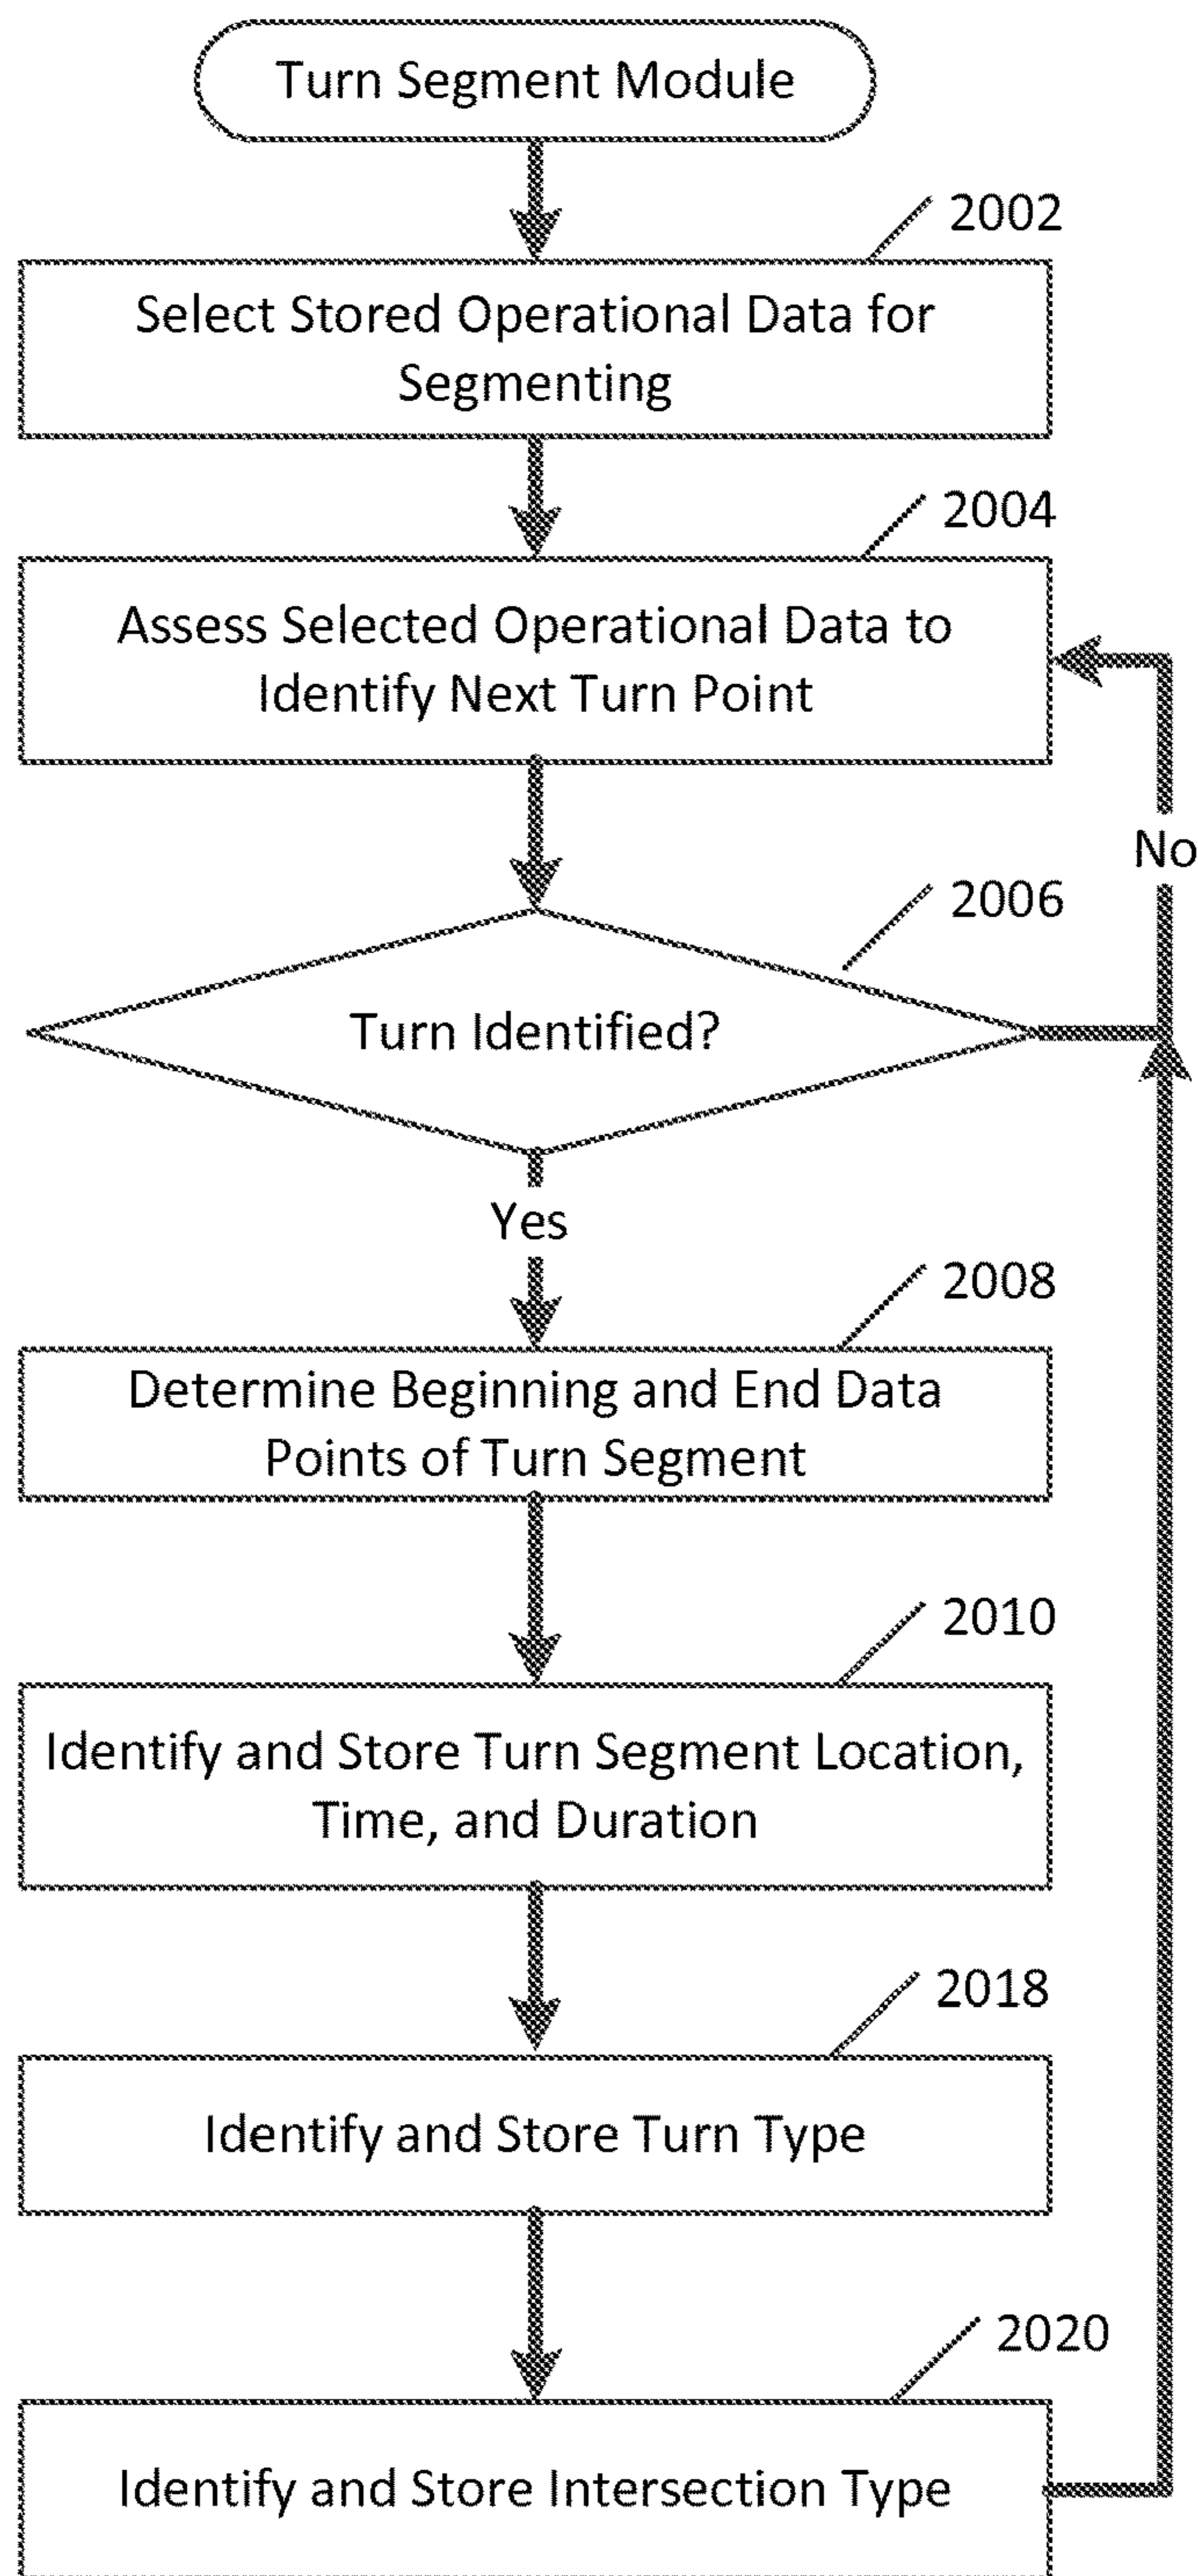 Turn Segment Module
2002
Select Stored Operational Data for
Segmenting
2004
Assess Selected Operational Data to
Identify Next Turn Point
No
2006
Turn Identified?
Yes
2008
Determine Beginning and End Data
Points of Turn Segment
2010
Identify and Store Turn Segment Location,
Time, and Duration
2018
Identify and Store Turn Type
2020
Identify and Store Intersection Type